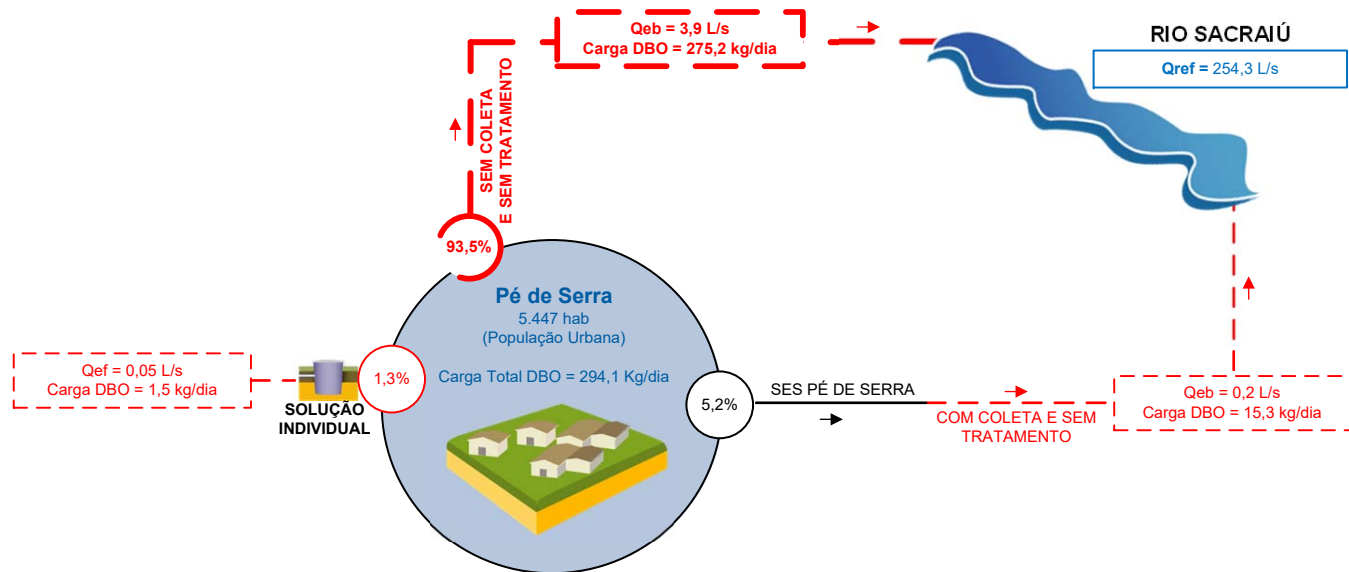 Qeb = 3,9 L/s
Carga DBO = 275,2 kg/dia
RIO SACRAIÚ
Qref = 254,3 L/s
SEM COLETA
E SEM TRATAMENTO
93,5%
Pé de Serra
5.447 hab
(População Urbana)
Carga Total DBO = 294,1 Kg/dia
Qef = 0,05 L/s
Carga DBO = 1,5 kg/dia
SOLUÇÃO
INDIVIDUAL
1,3%
5,2%
SES PÉ DE SERRA
COM COLETA E SEM
TRATAMENTO
Qeb = 0,2 L/s
Carga DBO = 15,3 kg/dia